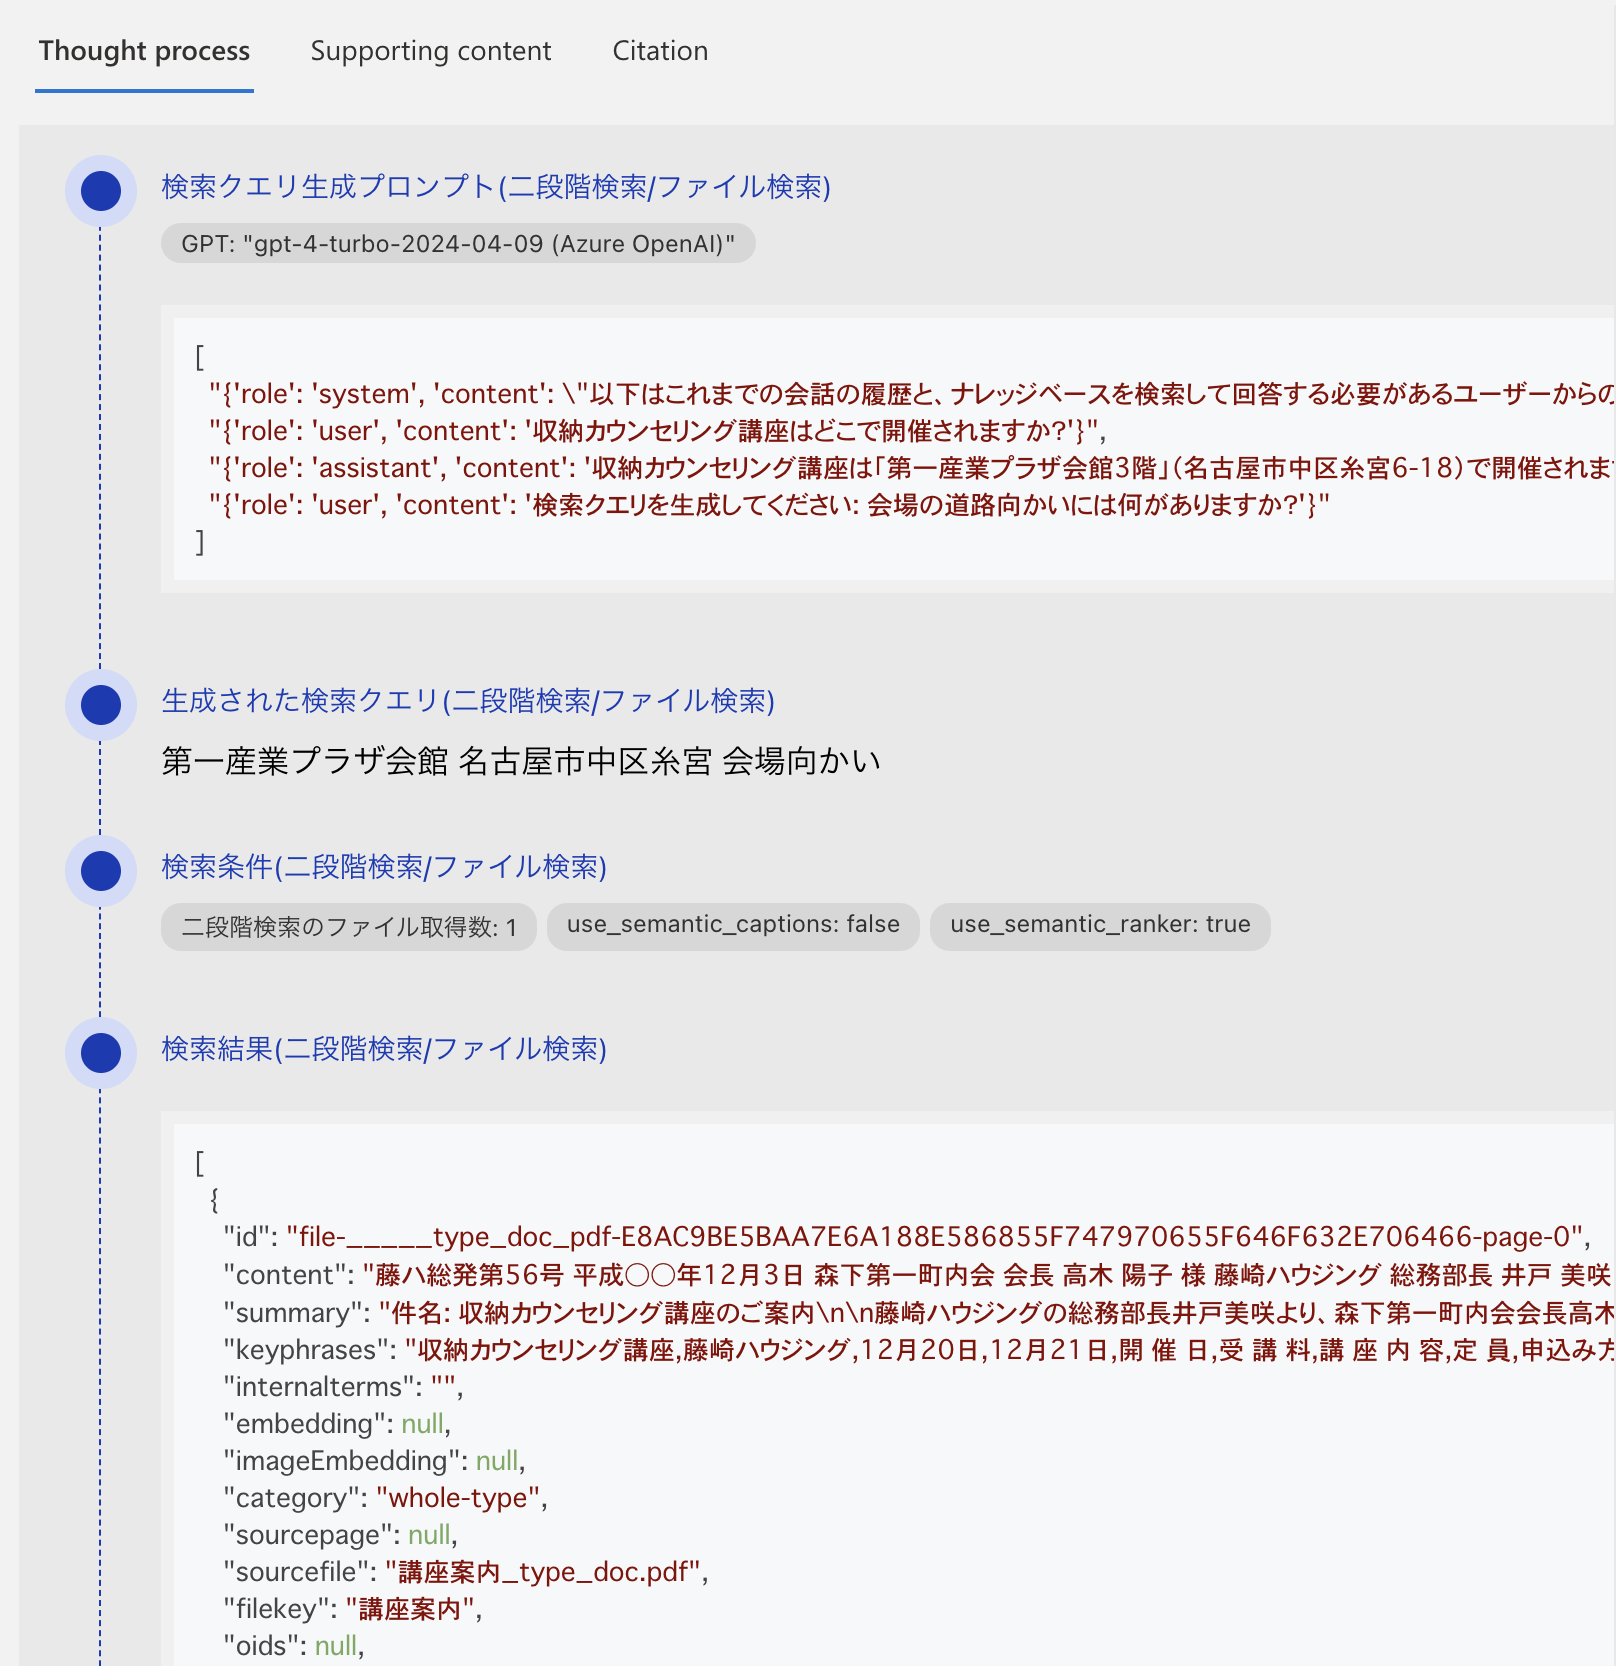 Thought process Supporting content Citation
検索クエリ生成プロンプト(二段階検索/ファイル検索)
GPT: "gpt-4-turbo-2024-04-09 (Azure OpenAI)"
[
"{'role': 'system', 'content': \"以下はこれまでの会話の履歴と、ナレッジベースを検索して回答する必要があるユーザーからの
"{'role': 'user', 'content': '収納カウンセリング講座はどこで開催されますか?'}",
"{'role': 'assistant', 'content': '収納カウンセリング講座は「第一産業プラザ会館3階」（名古屋市中区糸宮6-18）で開催されます
"{'role': 'user', 'content': '検索クエリを生成してください: 会場の道路向かいには何がありますか?'}"
]
生成された検索クエリ(二段階検索/ファイル検索)
第一産業プラザ会館 名古屋市中区糸宮 会場向かい
検索条件(二段階検索/ファイル検索)
二段階検索のファイル取得数: 1 use_semantic_captions: false use_semantic_ranker: true
検索結果(二段階検索/ファイル検索)
[
{
"id": "file-_____type_doc_pdf-E8AC9BE5BAA7E6A188E586855F747970655F646F632E706466-page-0",
"content": "藤ハ総発第56号 平成○○年12月3日 森下第一町内会 会長 高木 陽子 様 藤崎ハウジング 総務部長 井戸 美咲
"summary": "件名: 収納カウンセリング講座のご案内\n\n藤崎ハウジングの総務部長井戸美咲より、森下第一町内会会長高木
"keyphrases": "収納カウンセリング講座,藤崎ハウジング,12月20日,12月21日,開 催 日,受 講 料,講 座 内 容,定 員,申込み方
"internalterms": "",
"embedding": null,
"imageEmbedding": null,
"category": "whole-type",
"sourcepage": null,
"sourcefile": "講座案内_type_doc.pdf",
"filekey": "講座案内",
"oids": null,